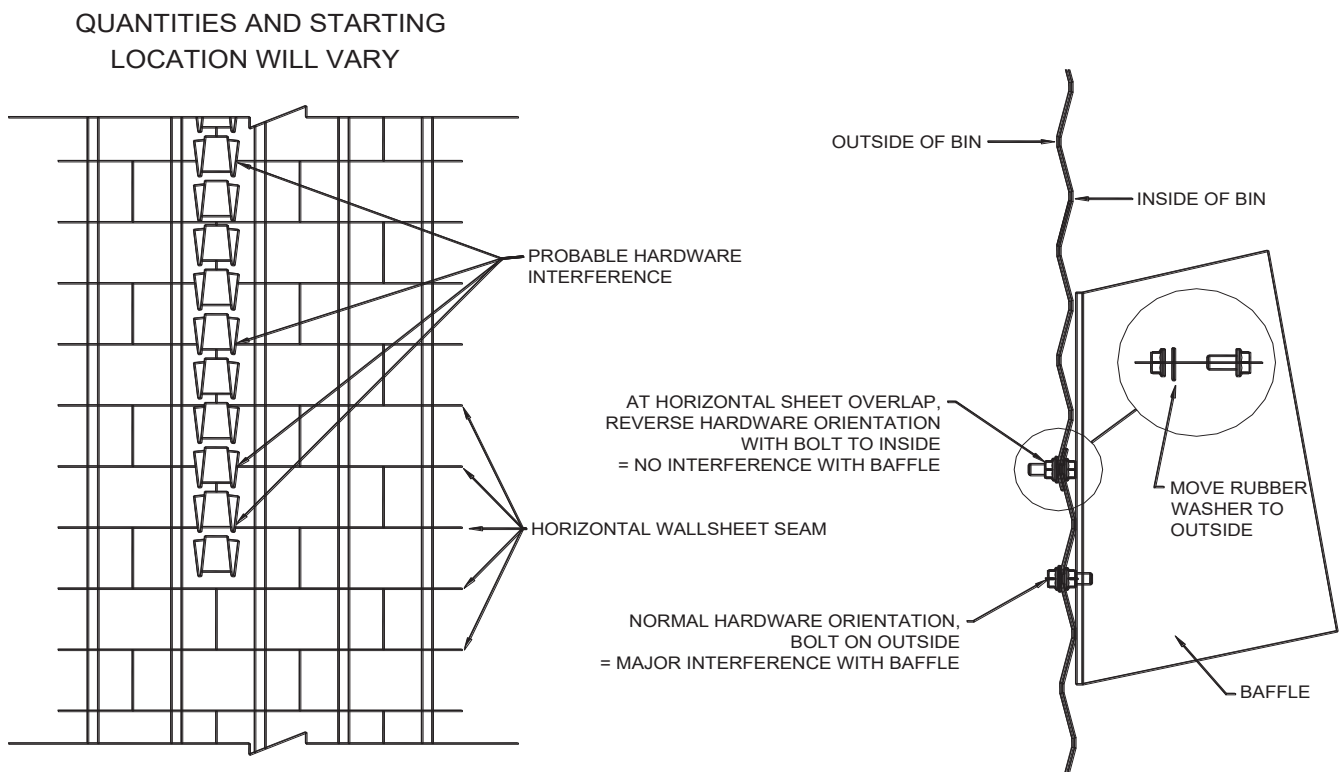 QUANTITIES AND STARTING
LOCATION WILL VARY
PROBABLE HARDWARE
INTERFERENCE
HORIZONTAL WALLSHEET SEAM
OUTSIDE OF BIN
INSIDE OF BIN
AT HORIZONTAL SHEET OVERLAP,
REVERSE HARDWARE ORIENTATION
WITH BOLT TO INSIDE
= NO INTERFERENCE WITH BAFFLE
MOVE RUBBER
WASHER TO
OUTSIDE
NORMAL HARDWARE ORIENTATION,
BOLT ON OUTSIDE
= MAJOR INTERFERENCE WITH BAFFLE
BAFFLE